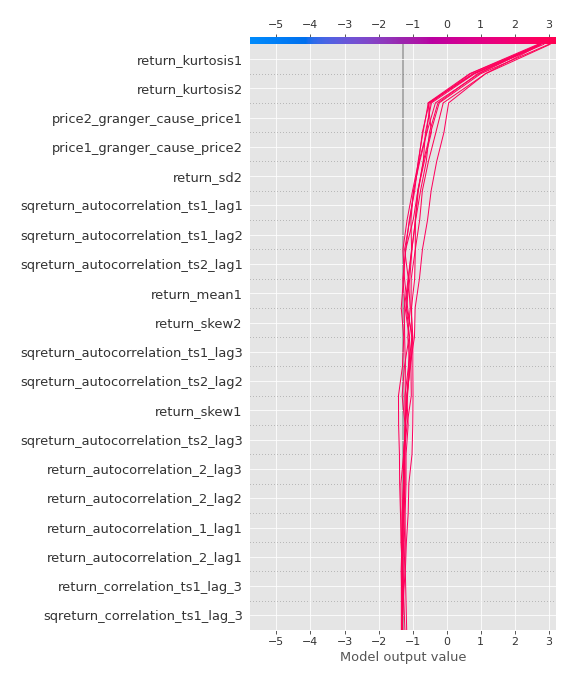 −5 −4 −3 −2 −1 0 1 2 3
return_kurtosis1
return_kurtosis2
price2_granger_cause_price1
price1_granger_cause_price2
return_sd2
sqreturn_autocorrelation_ts1_lag1
sqreturn_autocorrelation_ts1_lag2
sqreturn_autocorrelation_ts2_lag1
return_mean1
return_skew2
sqreturn_autocorrelation_ts1_lag3
sqreturn_autocorrelation_ts2_lag2
return_skew1
sqreturn_autocorrelation_ts2_lag3
return_autocorrelation_2_lag3
return_autocorrelation_2_lag2
return_autocorrelation_1_lag1
return_autocorrelation_2_lag1
return_correlation_ts1_lag_3
sqreturn_correlation_ts1_lag_3
−5 −4 −3 −2 −1 0 1 2 3
Model output value